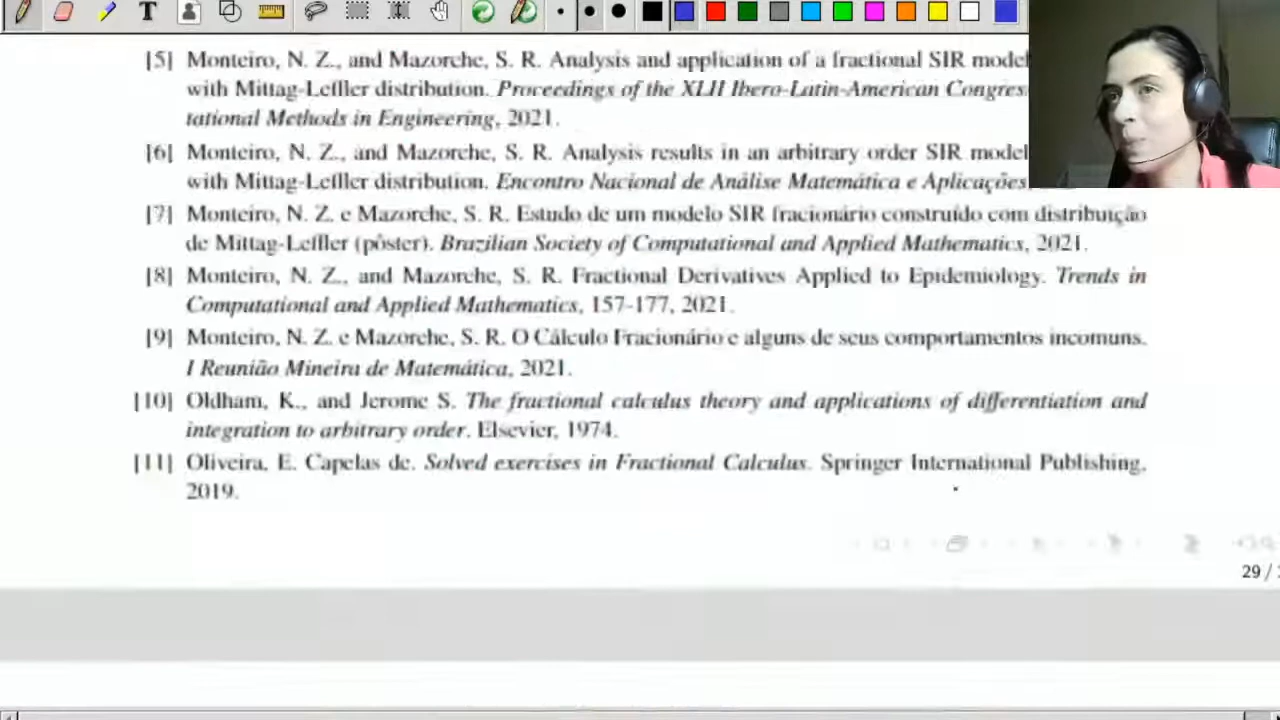 [5] Monteiro, N. Z., and Mazorche, S. R. Analysis and application of a fractional SIR model
with Mittag-Leffler distribution. Proceedings of the XLII Ibero-Latin-American Congres
tational Methods in Engineering, 2021.
[6] Monteiro, N. Z., and Mazorche, S. R. Analysis results in an arbitrary order SIR model
with Mittag-Leffler distribution. Encontro Nacional de Análise Matemática e Aplicações
[7] Monteiro, N. Z. e Mazorche, S. R. Estudo de um modelo SIR fracionário construído com distribuição
de Mittag-Leffler (pôster). Brazilian Society of Computational and Applied Mathematics, 2021.
[8] Monteiro, N. Z., and Mazorche, S. R. Fractional Derivatives Applied to Epidemiology. Trends in
Computational and Applied Mathematics, 157-177, 2021.
[9] Monteiro, N. Z. e Mazorche, S. R. O Cálculo Fracionário e alguns de seus comportamentos incomuns.
I Reunião Mineira de Matemática, 2021.
[10] Oldham, K., and Jerome S. The fractional calculus theory and applications of differentiation and
integration to arbitrary order. Elsevier, 1974.
[11] Oliveira, E. Capelas de. Solved exercises in Fractional Calculus. Springer International Publishing,
2019.
29 /